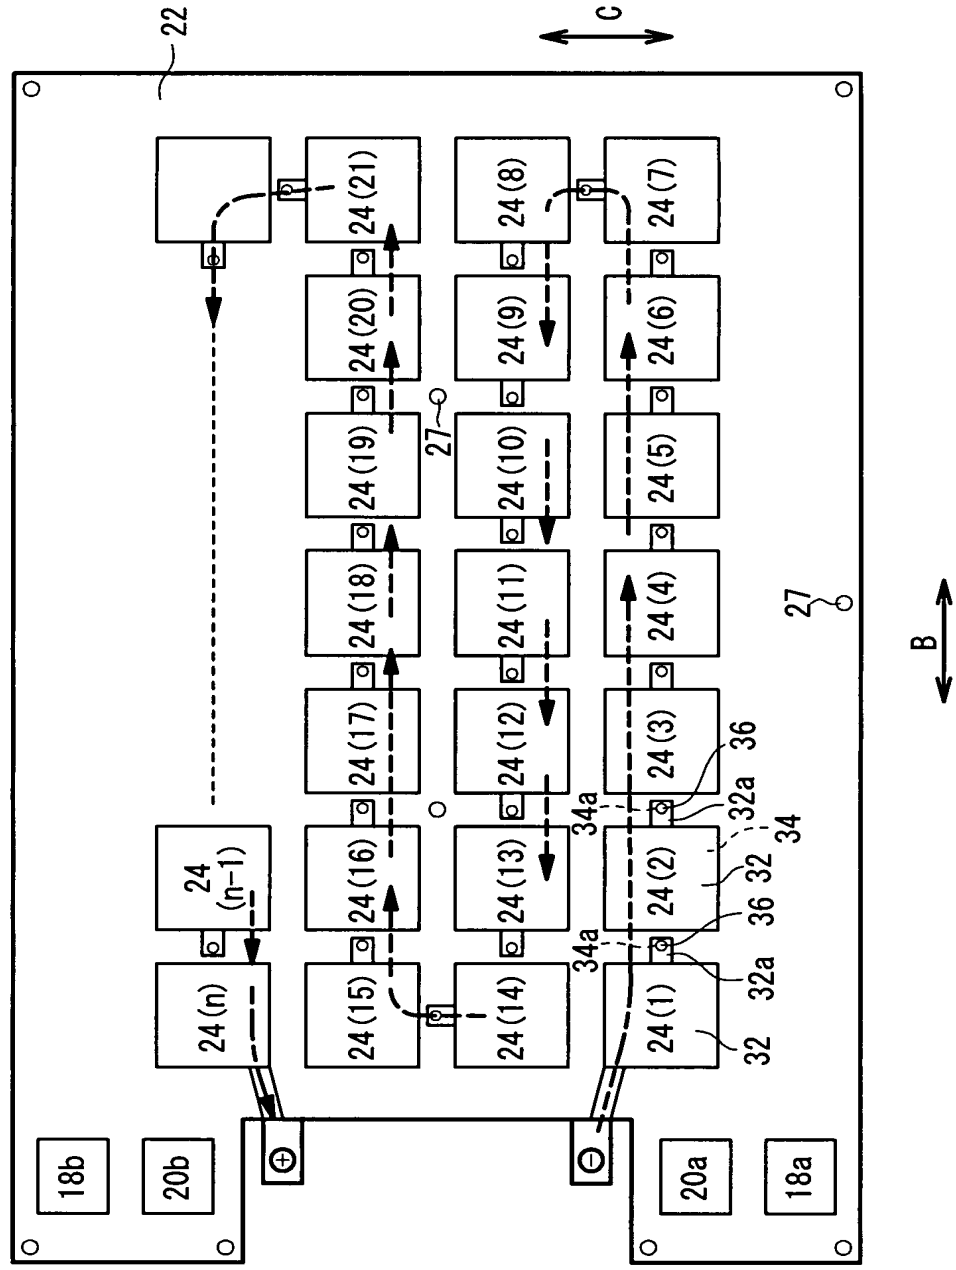 22
C
24(21)
24(8)
24(7)
24(20)
24(9)
24(6)
27
24(19)
24(10)
24(5)
24(18)
24(11)
24(4)
27
B
24(17)
24(12)
24(3)
36
34a
32a
24
(n-1)
24(16)
24(13)
24(2)
34
32
36
34a
32a
24(n)
24(15)
24(14)
24(1)
32
+
−
18b
20b
20a
18a